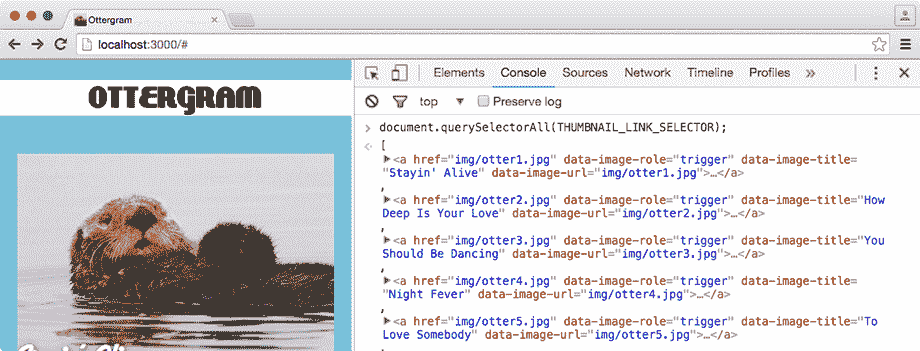 Ottergram
localhost:3000/#
OTTERGRAM
Elements Console Sources Network Timeline Profiles »
top Preserve log
> document.querySelectorAll(THUMBNAIL_LINK_SELECTOR);
[
<a href="img/otter1.jpg" data-image-role="trigger" data-image-title=
"Stayin' Alive" data-image-url="img/otter1.jpg">…</a>
,
<a href="img/otter2.jpg" data-image-role="trigger" data-image-title="How
Deep Is Your Love" data-image-url="img/otter2.jpg">…</a>
,
<a href="img/otter3.jpg" data-image-role="trigger" data-image-title="You
Should Be Dancing" data-image-url="img/otter3.jpg">…</a>
,
<a href="img/otter4.jpg" data-image-role="trigger" data-image-title=
"Night Fever" data-image-url="img/otter4.jpg">…</a>
,
<a href="img/otter5.jpg" data-image-role="trigger" data-image-title="To
Love Somebody" data-image-url="img/otter5.jpg">…</a>
,